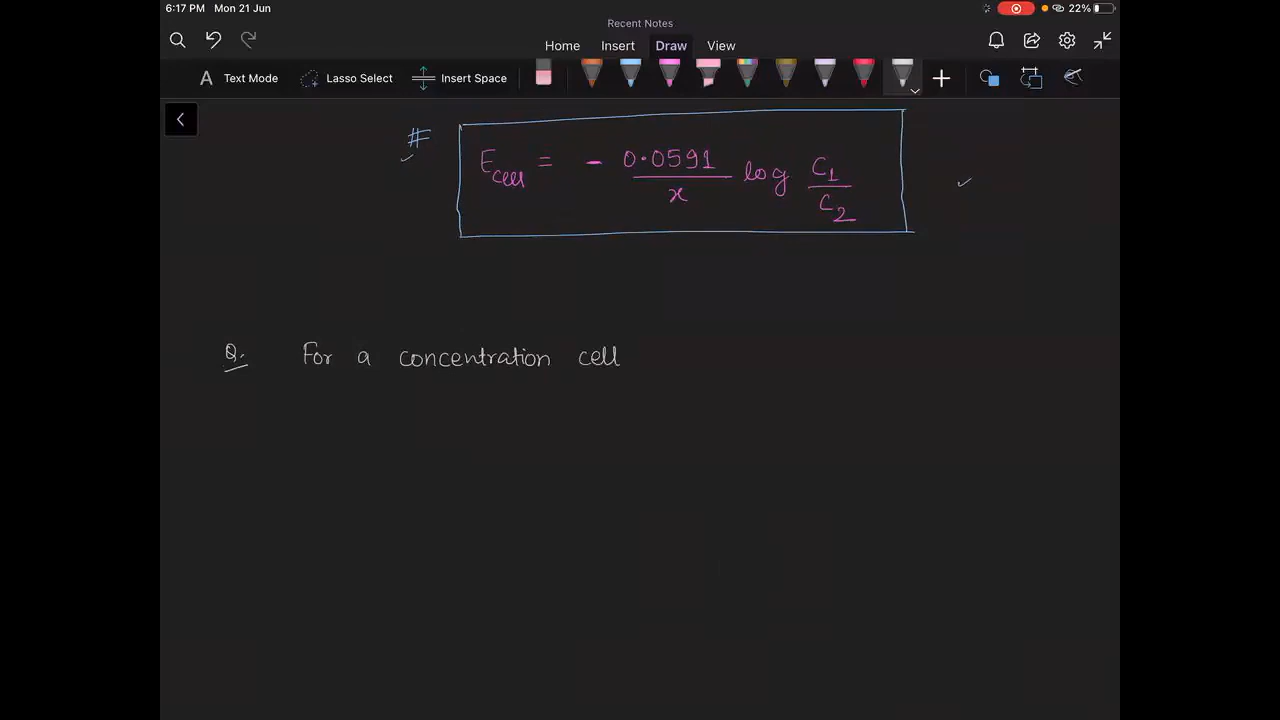 6:17 PM Mon 21 Jun 22%
Recent Notes
Home Insert Draw View
A Text Mode Lasso Select Insert Space
# E cell = - 0.0591 / x log C1 / C2
Q. For a concentration cell